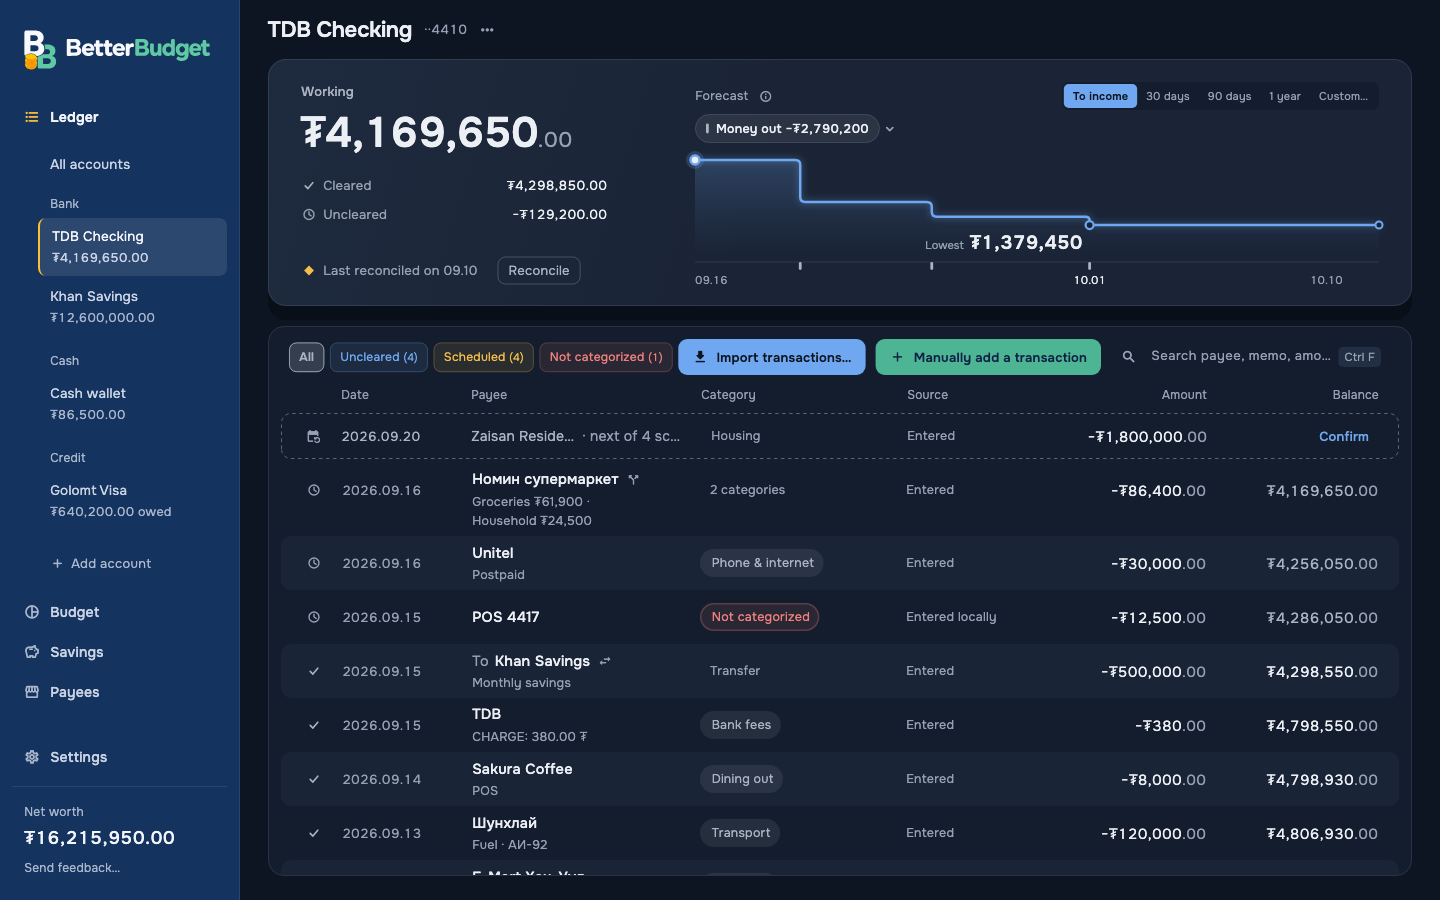 BetterBudget
Ledger
All accounts
Bank
TDB Checking
₮4,169,650.00
Khan Savings
₮12,600,000.00
Cash
Cash wallet
₮86,500.00
Credit
Golomt Visa
₮640,200.00 owed
+ Add account
Budget
Savings
Payees
Settings
Net worth
₮16,215,950.00
Send feedback...
TDB Checking ··4410 •••
Working
₮4,169,650.00
Cleared ₮4,298,850.00
Uncleared -₮129,200.00
Last reconciled on 09.10 Reconcile
Forecast
To income 30 days 90 days 1 year Custom...
Money out -₮2,790,200
Lowest ₮1,379,450
09.16 10.01 10.10
All Uncleared (4) Scheduled (4) Not categorized (1) Import transactions... + Manually add a transaction Search payee, memo, amo... Ctrl F
Date Payee Category Source Amount Balance
2026.09.20 Zaisan Reside... · next of 4 sc... Housing Entered -₮1,800,000.00 Confirm
2026.09.16 Номин супермаркет 2 categories Entered -₮86,400.00 ₮4,169,650.00
Groceries ₮61,900 ·
Household ₮24,500
2026.09.16 Unitel Phone & internet Entered -₮30,000.00 ₮4,256,050.00
Postpaid
2026.09.15 POS 4417 Not categorized Entered locally -₮12,500.00 ₮4,286,050.00
2026.09.15 To Khan Savings Transfer Entered -₮500,000.00 ₮4,298,550.00
Monthly savings
2026.09.15 TDB Bank fees Entered -₮380.00 ₮4,798,550.00
CHARGE: 380.00 ₮
2026.09.14 Sakura Coffee Dining out Entered -₮8,000.00 ₮4,798,930.00
POS
2026.09.13 Шунхлай Transport Entered -₮120,000.00 ₮4,806,930.00
Fuel · АИ-92